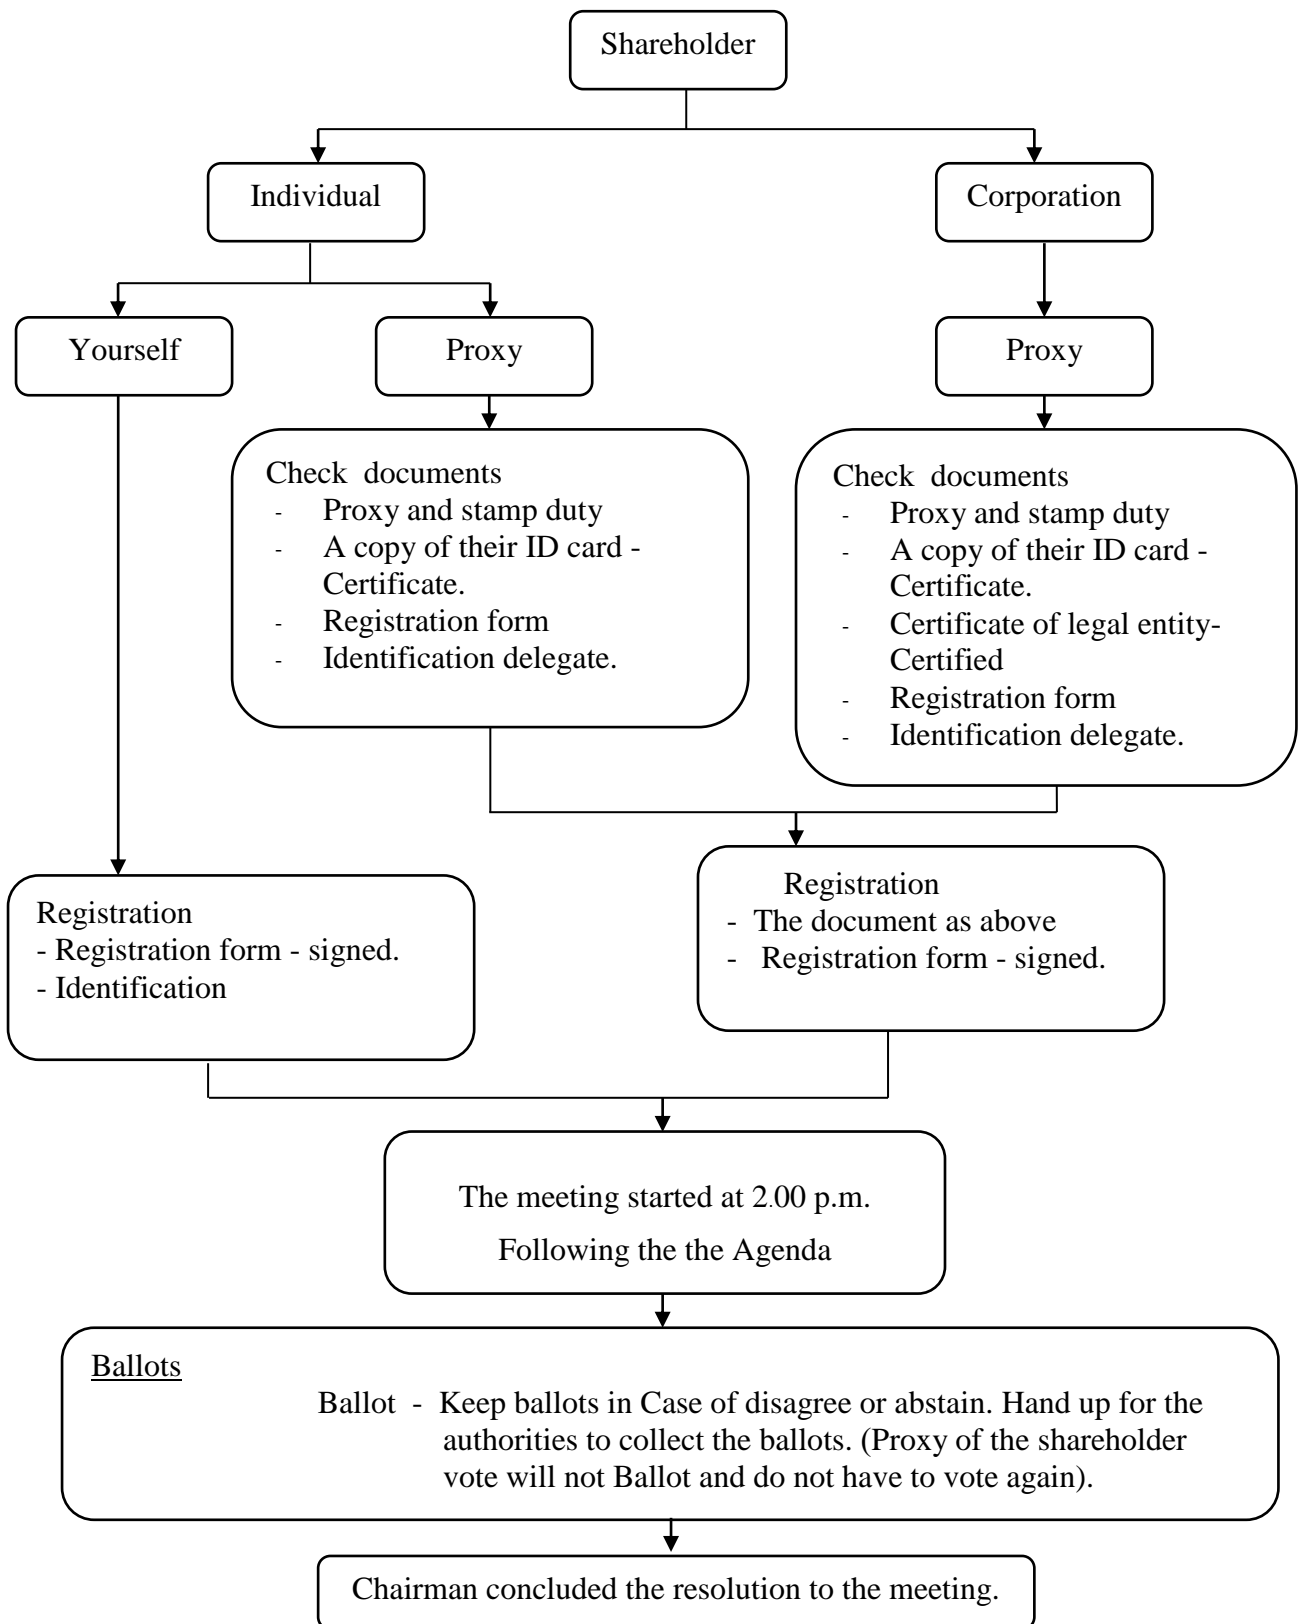 Shareholder
Individual
Corporation
Yourself
Proxy
Proxy
Check documents
- Proxy and stamp duty
- A copy of their ID card -
Certificate.
- Registration form
- Identification delegate.
Check documents
- Proxy and stamp duty
- A copy of their ID card -
Certificate.
- Certificate of legal entity-
Certified
- Registration form
- Identification delegate.
Registration
- Registration form - signed.
- Identification
Registration
- The document as above
- Registration form - signed.
The meeting started at 2.00 p.m.
Following the the Agenda
Ballots
Ballot - Keep ballots in Case of disagree or abstain. Hand up for the
authorities to collect the ballots. (Proxy of the shareholder
vote will not Ballot and do not have to vote again).
Chairman concluded the resolution to the meeting.